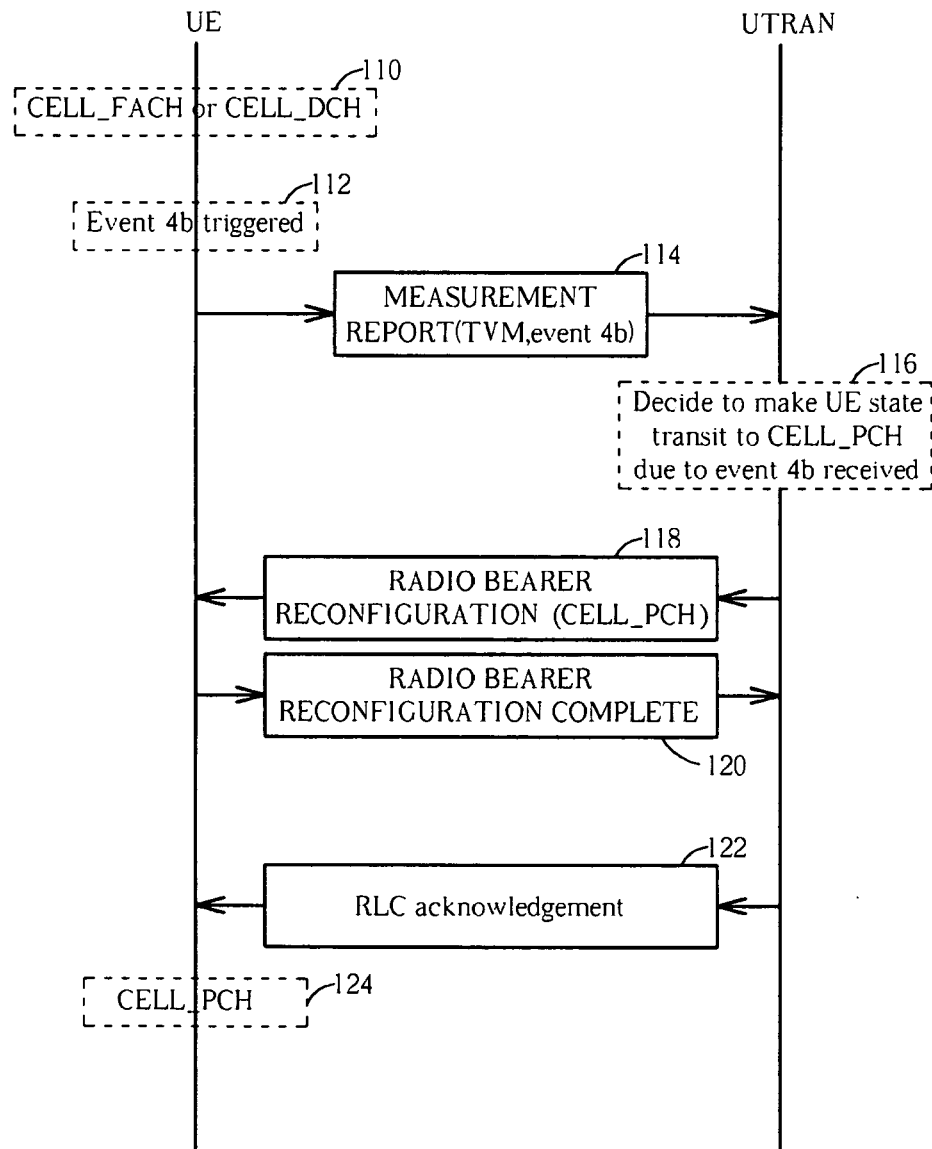 UE
UTRAN
110
CELL_FACH or CELL_DCH
112
Event 4b triggered
114
MEASUREMENT
REPORT(TVM,event 4b)
116
Decide to make UE state
transit to CELL_PCH
due to event 4b received
118
RADIO BEARER
RECONFIGURATION (CELL_PCH)
RADIO BEARER
RECONFIGURATION COMPLETE
120
122
RLC acknowledgement
CELL_PCH
124